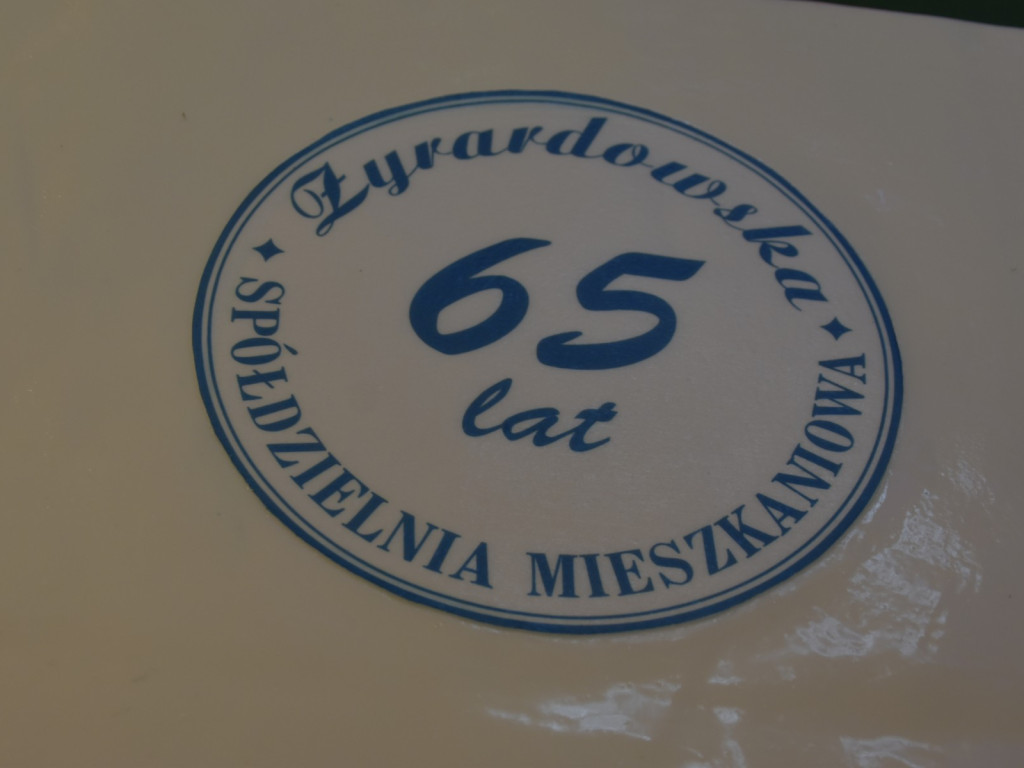 Żyrardowska
65
lat
SPÓŁDZIELNIA MIESZKANIOWA